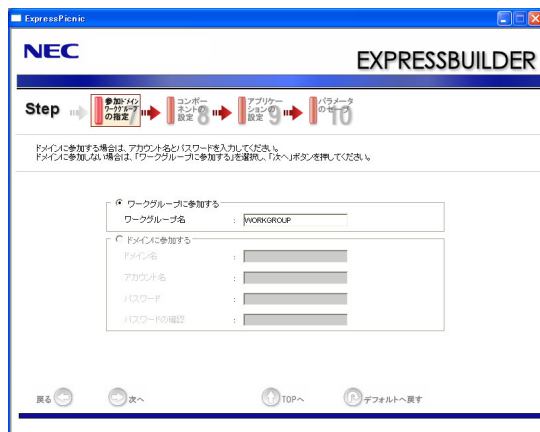 ExpressPicnic
NEC
EXPRESSBUILDER
Step
参加ドメイン
ワークグループ
の指定
7
コンポー
ネントの
設定
8
アプリケー
ションの
設定
9
パラメータ
のセーブ
10
ドメインに参加する場合は、アカウント名とパスワードを入力してください。
ドメインに参加しない場合は、「ワークグループに参加する」を選択し、「次へ」ボタンを押してください。
ワークグループに参加する
ワークグループ名 : WORKGROUP
ドメインに参加する
ドメイン名 :
アカウント名 :
パスワード :
パスワードの確認 :
戻る 次へ TOPへ デフォルトへ戻す